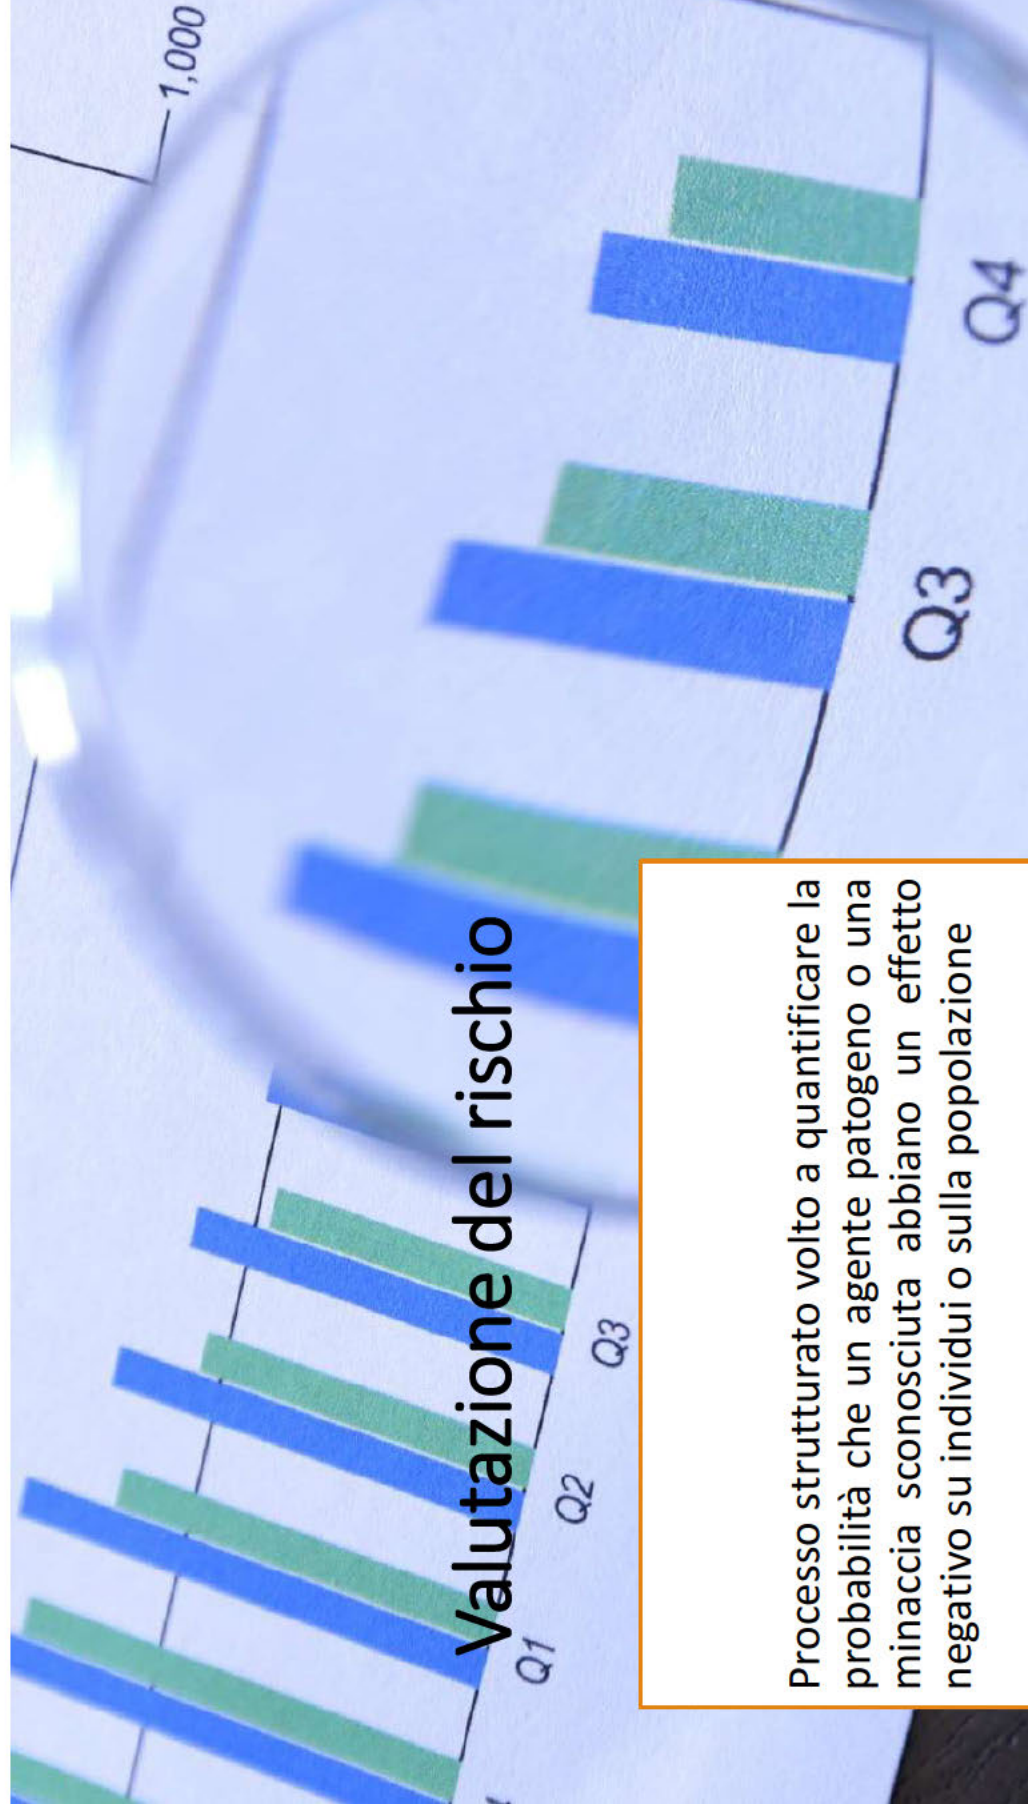 1,000
Q1
Q2
Q3
Q3
Q4
Valutazione del rischio
Processo strutturato volto a quantificare la
probabilità che un agente patogeno o una
minaccia sconosciuta abbiano un effetto
negativo su individui o sulla popolazione